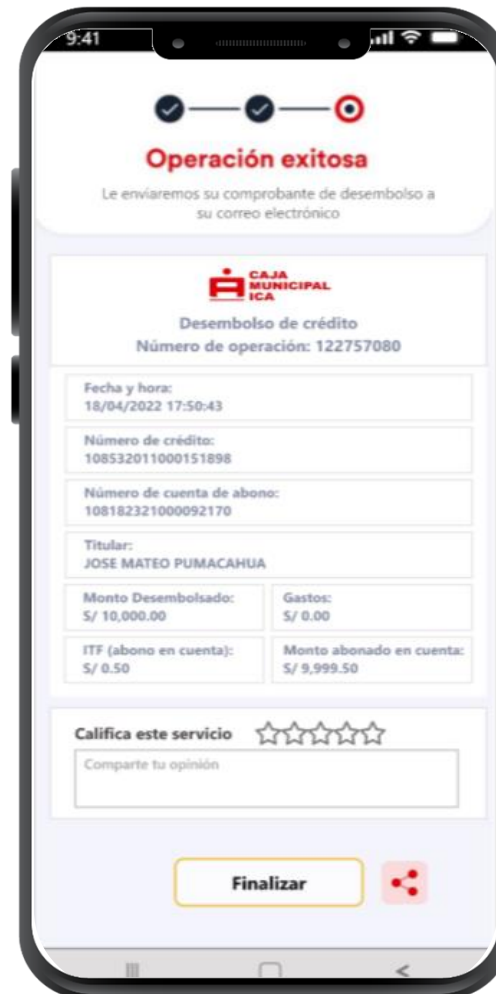 9:41
Operación exitosa
Le enviaremos su comprobante de desembolso a
su correo electrónico
CAJA
MUNICIPAL
ICA
Desembolso de crédito
Número de operación: 122757080
Fecha y hora:
18/04/2022 17:50:43
Número de crédito:
108532011000151898
Número de cuenta de abono:
108182321000092170
Titular:
JOSE MATEO PUMACAHUA
Monto Desembolsado:
S/ 10,000.00
Gastos:
S/ 0.00
ITF (abono en cuenta):
S/ 0.50
Monto abonado en cuenta:
S/ 9,999.50
Califica este servicio
Comparte tu opinión
Finalizar